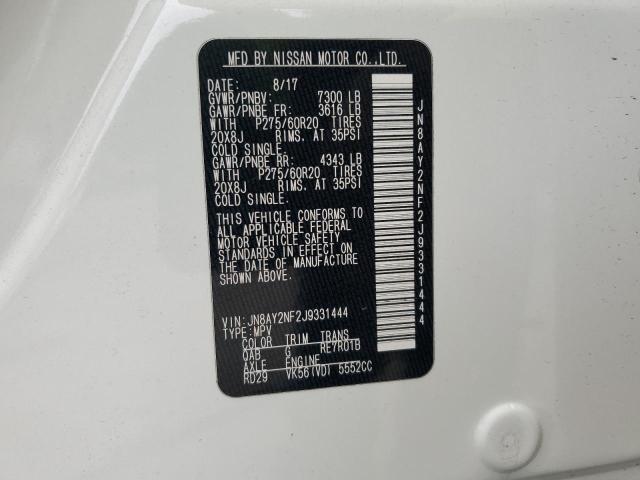 MFD BY NISSAN MOTOR CO.,LTD.
DATE: 8/17
GVWR/PNBV: 7300 LB
GAWR/PNBE FR: 3616 LB
WITH P275/60R20 TIRES
20X8J RIMS. AT 35PSI
COLD SINGLE.
GAWR/PNBE RR: 4343 LB
WITH P275/60R20 TIRES
20X8J RIMS. AT 35PSI
COLD SINGLE.
THIS VEHICLE CONFORMS TO
ALL APPLICABLE FEDERAL
MOTOR VEHICLE SAFETY
STANDARDS IN EFFECT ON
THE DATE OF MANUFACTURE
SHOWN ABOVE.
VIN: JN8AY2NF2J9331444
TYPE: MPV
COLOR TRIM TRANS
QAB G RE7R01B
AXLE ENGINE
RD29 VK56(VD) 5552CC
JN8AY2NF2J9331444